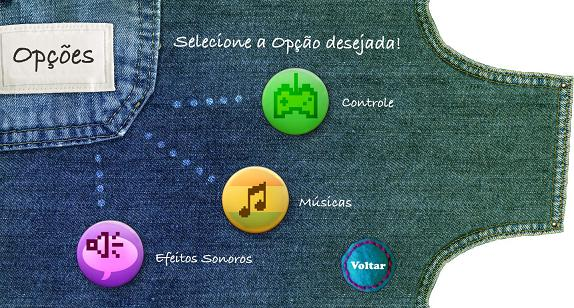 Opções
Selecione a Opção desejada!
Controle
Músicas
Efeitos Sonoros
Voltar